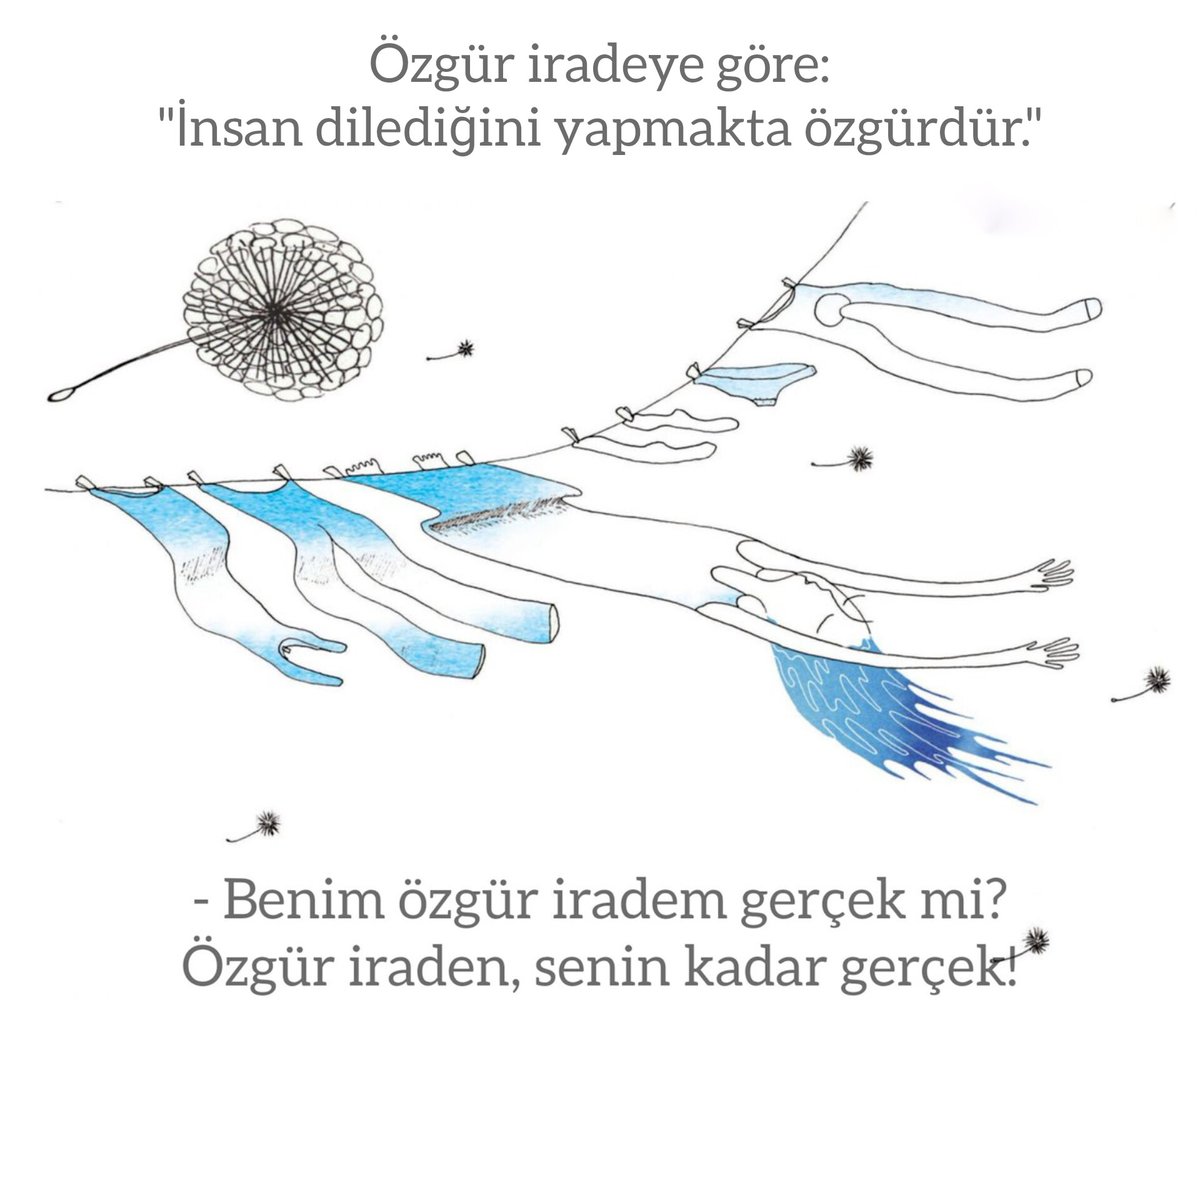 Özgür iradeye göre:
"İnsan dilediğini yapmakta özgürdür."
- Benim özgür iradem gerçek mi?
Özgür iraden, senin kadar gerçek!